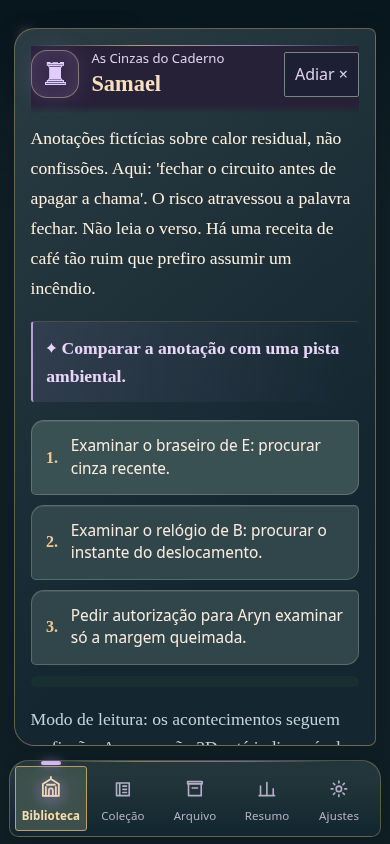 As Cinzas do Caderno
Samael
Adiar ×
Anotações fictícias sobre calor residual, não
confissões. Aqui: 'fechar o circuito antes de
apagar a chama'. O risco atravessou a palavra
fechar. Não leia o verso. Há uma receita de
café tão ruim que prefiro assumir um
incêndio.
✦ Comparar a anotação com uma pista
ambiental.
1. Examinar o braseiro de E: procurar
cinza recente.
2. Examinar o relógio de B: procurar o
instante do deslocamento.
3. Pedir autorização para Aryn examinar
só a margem queimada.
Modo de leitura: os acontecimentos seguem
Biblioteca
Coleção
Arquivo
Resumo
Ajustes